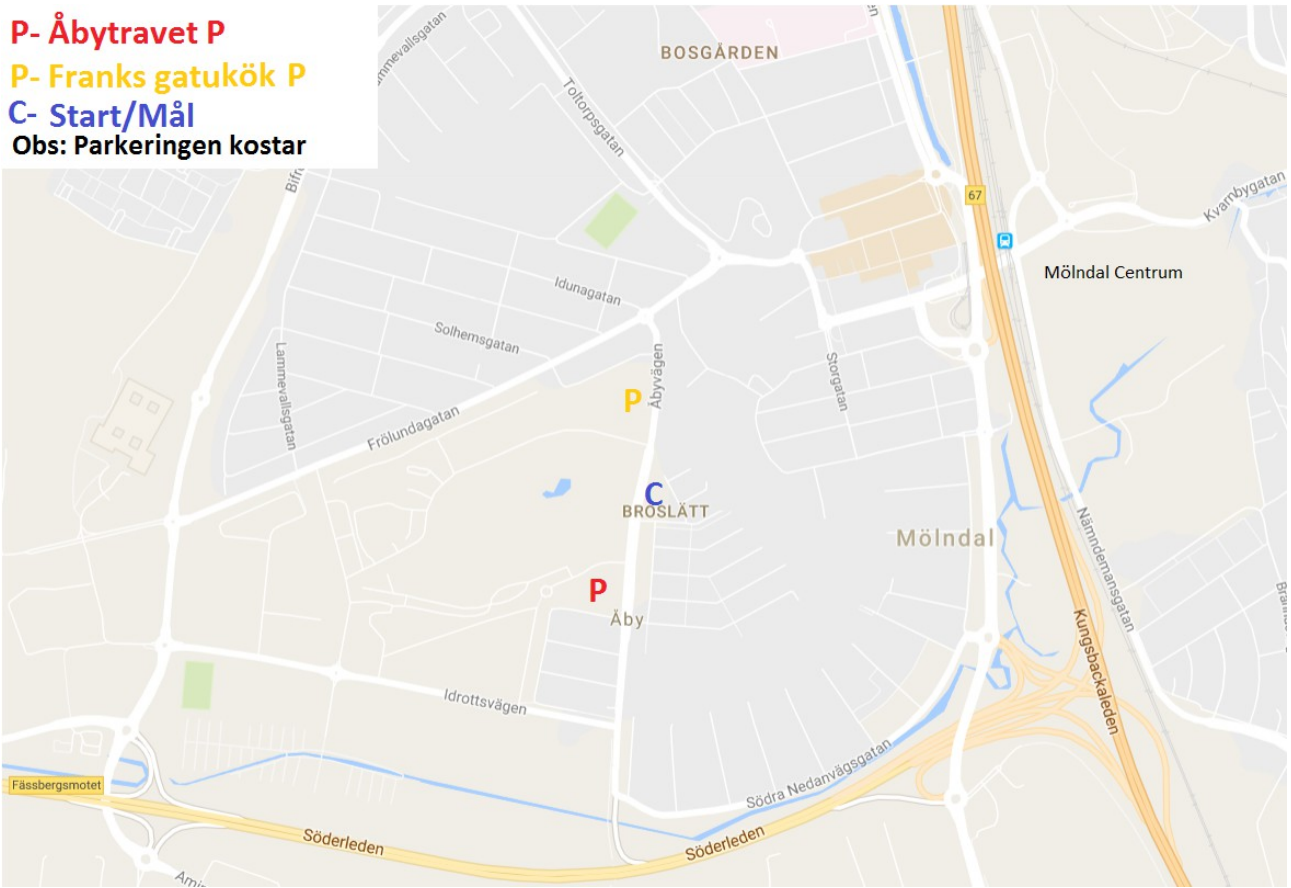 P- Åbytravet P
P- Franks gatukök P
C- Start/Mål
Obs: Parkeringen kostar
BOSGÅRDEN
Toltorpsgatan
67
Kvarnbygatan
Mölndal Centrum
Idunagatan
Solhemsgatan
Lammevallsgatan
Frölundagatan
Åbyvägen
Storgatan
P
C
BROSLÄTT
Mölndal
Nämndemansgatan
P
Åby
Kungsbackaleden
Idrottsvägen
Södra Nedanvägsgatan
Fässbergsmotet
Söderleden
Söderleden